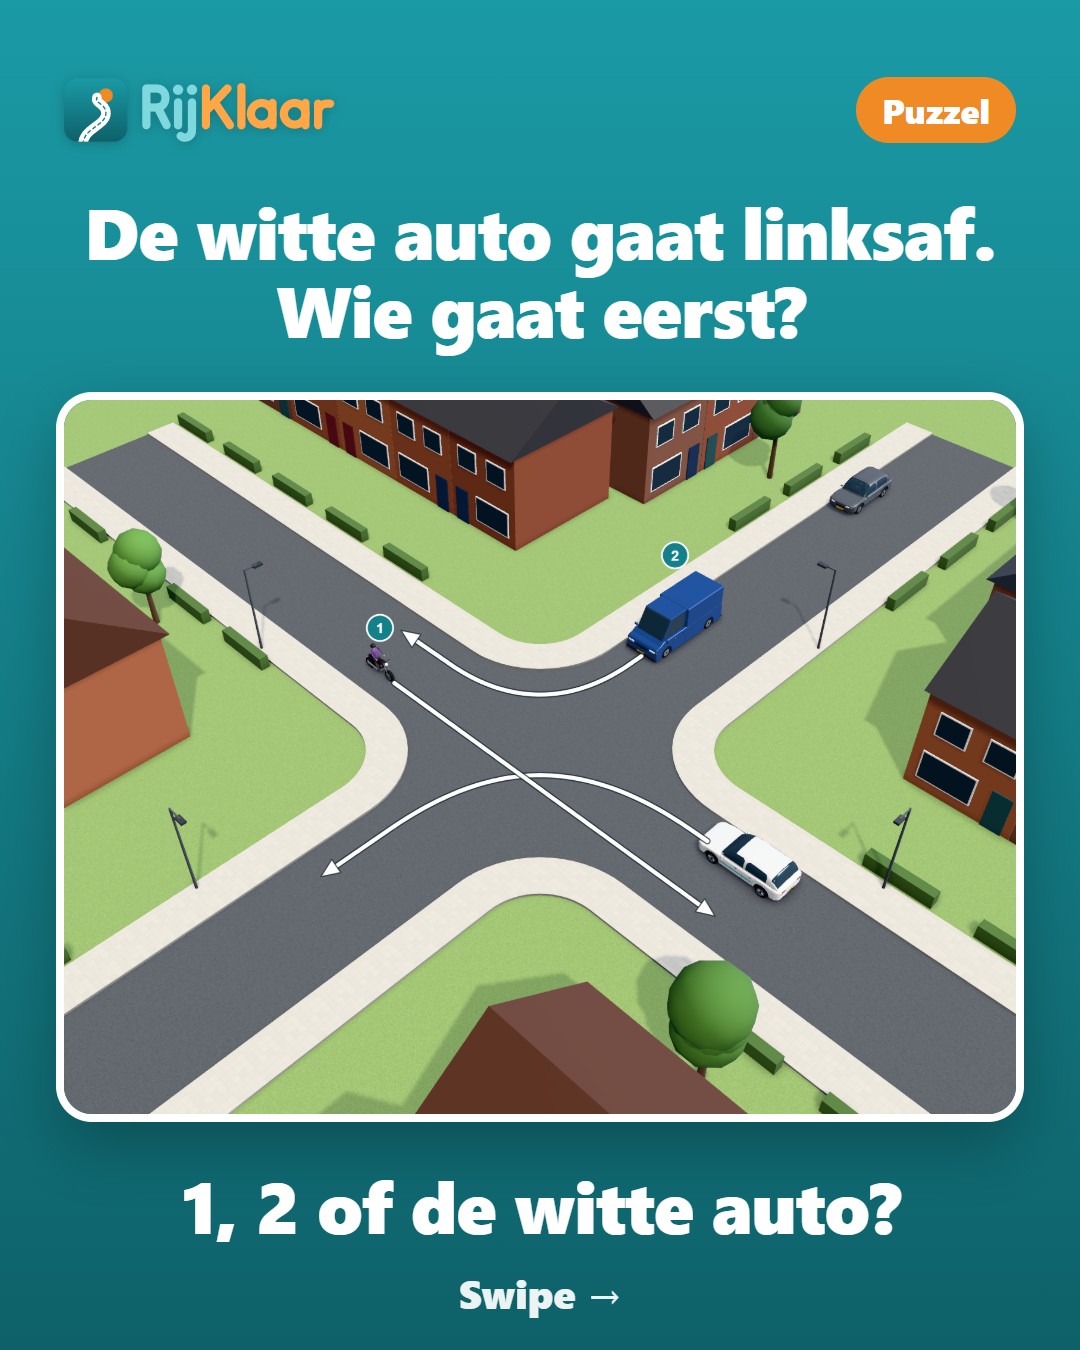 RijKlaar
Puzzel
De witte auto gaat linksaf.
Wie gaat eerst?
2
1
1, 2 of de witte auto?
Swipe →